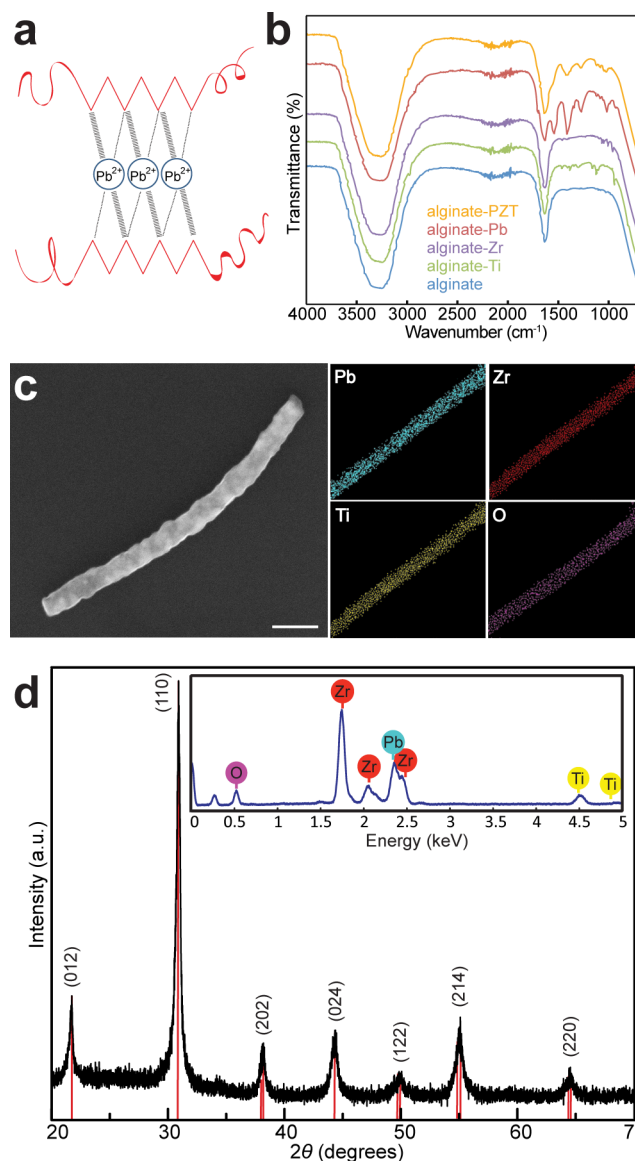 a
Pb2+ Pb2+ Pb2+
b
Transmittance (%)
alginate-PZT
alginate-Pb
alginate-Zr
alginate-Ti
alginate
4000 3500 3000 2500 2000 1500 1000
Wavenumber (cm-1)
c
Pb
Zr
Ti
O
d
Intensity (a.u.)
(012)
(110)
(202)
(024)
(122)
(214)
(220)
O
Zr
Zr
Pb
Zr
Ti
Ti
0 0.5 1 1.5 2 2.5 3 3.5 4 4.5 5
Energy (keV)
20 30 40 50 60 70
2θ (degrees)